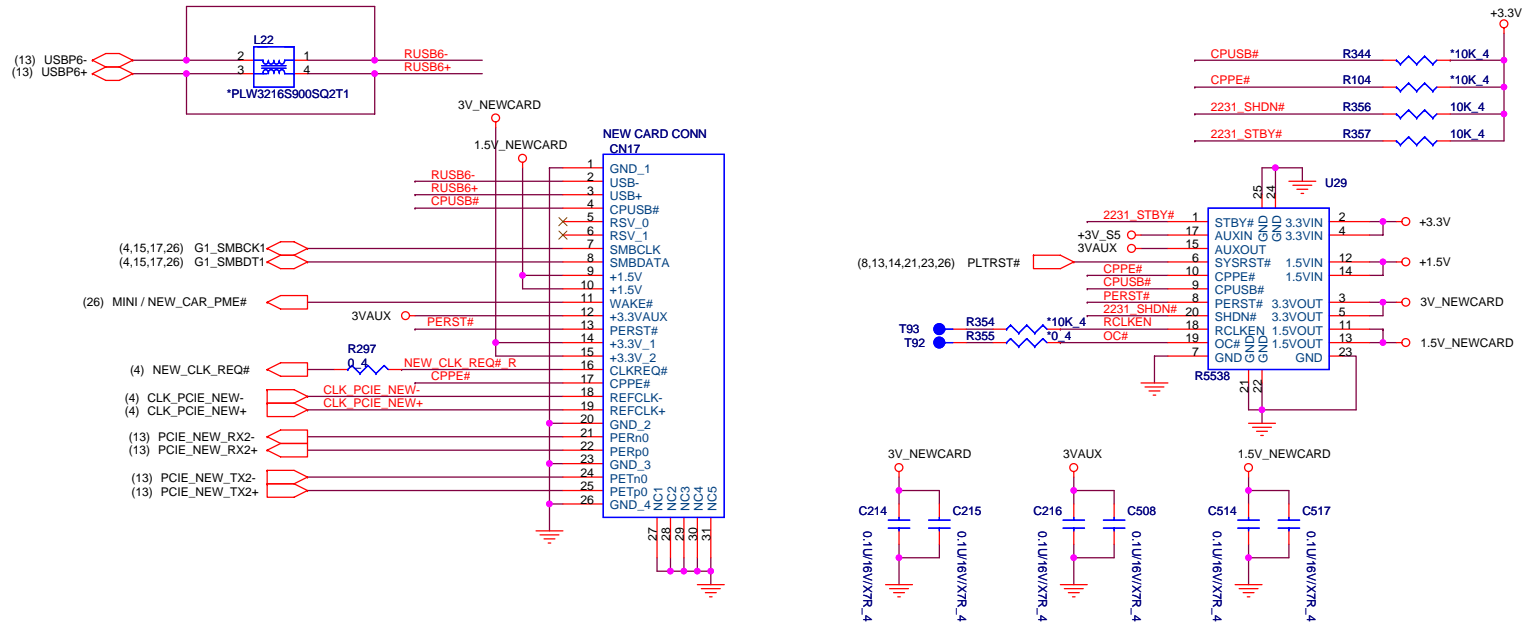 L22
(13) USBP6- 2 1 RUSB6-
(13) USBP6+ 3 4 RUSB6+
*PLW3216S900SQ2T1
3V_NEWCARD
1.5V_NEWCARD
NEW CARD CONN
CN17
1 GND_1
RUSB6- 2 USB-
RUSB6+ 3 USB+
CPUSB# 4 CPUSB#
5 RSV_0
6 RSV_1
(4,15,17,26) G1_SMBCK1 7 SMBCLK
(4,15,17,26) G1_SMBDT1 8 SMBDATA
9 +1.5V
10 +1.5V
(26) MINI / NEW_CAR_PME# 11 WAKE#
3VAUX 12 +3.3VAUX
PERST# 13 PERST#
14 +3.3V_1
15 +3.3V_2
R297
0_4
(4) NEW_CLK_REQ# NEW_CLK_REQ#_R 16 CLKREQ#
CPPE# 17 CPPE#
(4) CLK_PCIE_NEW- CLK_PCIE_NEW- 18 REFCLK-
(4) CLK_PCIE_NEW+ CLK_PCIE_NEW+ 19 REFCLK+
20 GND_2
(13) PCIE_NEW_RX2- 21 PERn0
(13) PCIE_NEW_RX2+ 22 PERp0
23 GND_3
(13) PCIE_NEW_TX2- 24 PETn0
(13) PCIE_NEW_TX2+ 25 PETp0
26 GND_4
NC1 NC2 NC3 NC4 NC5
27 28 29 30 31
+3.3V
CPUSB# R344 *10K_4
CPPE# R104 *10K_4
2231_SHDN# R356 10K_4
2231_STBY# R357 10K_4
U29
25 24
GND GND
2231_STBY# 1 STBY# 3.3VIN 2 +3.3V
+3V_S5 17 AUXIN 3.3VIN 4
3VAUX 15 AUXOUT
(8,13,14,21,23,26) PLTRST# 6 SYSRST# 1.5VIN 12 +1.5V
CPPE# 10 CPPE# 1.5VIN 14
CPUSB# 9 CPUSB#
PERST# 8 PERST# 3.3VOUT 3 3V_NEWCARD
2231_SHDN# 20 SHDN# 3.3VOUT 5
T93 R354 *10K_4 RCLKEN 18 RCLKEN 1.5VOUT 11
T92 R355 *0_4 OC# 19 OC# 1.5VOUT 13 1.5V_NEWCARD
7 GND GND GND GND 23
R5538
21 22
3V_NEWCARD
C214 C215
0.1U/16V/X7R_4
0.1U/16V/X7R_4
3VAUX
C216 C508
0.1U/16V/X7R_4
0.1U/16V/X7R_4
1.5V_NEWCARD
C514 C517
0.1U/16V/X7R_4
0.1U/16V/X7R_4